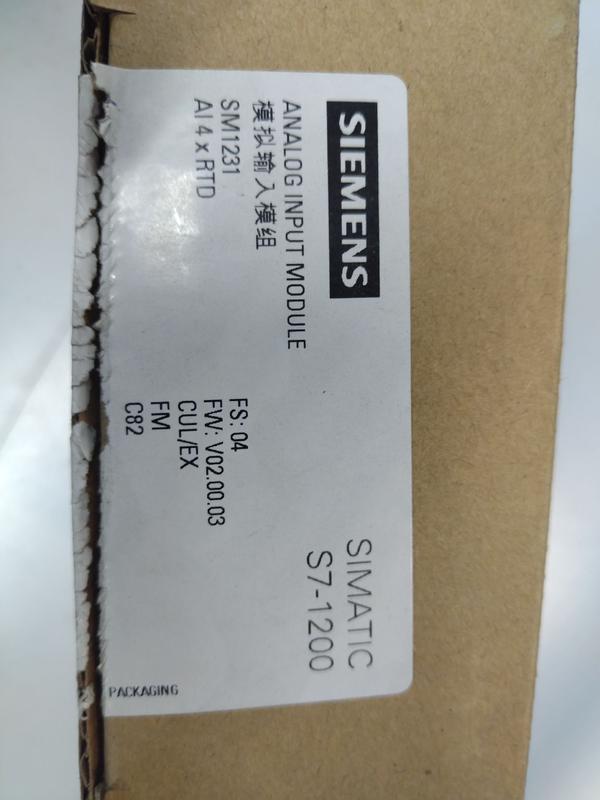 SIEMENS
ANALOG INPUT MODULE
模拟输入模组
SM1231
AI 4 x RTD
SIMATIC
S7-1200
FS: 04
FW: V02.00.03
CUL/EX
FM
C82
PACKAGING